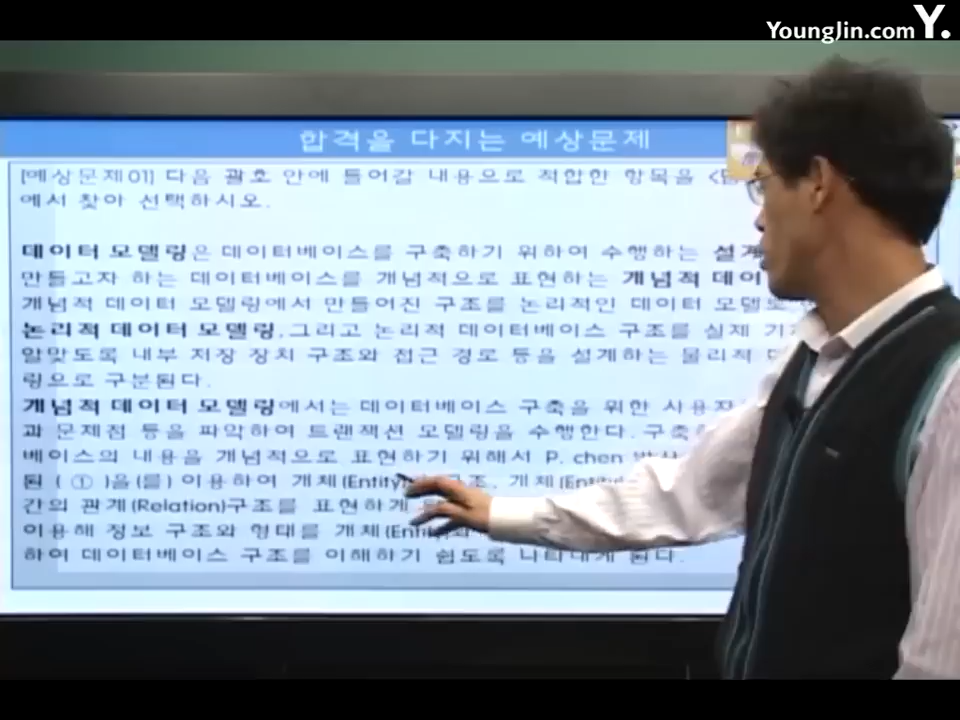 YoungJin.com Y.
합격을 다지는 예상문제
[예상문제01] 다음 괄호 안에 들어갈 내용으로 적합한 항목을
에서 찾아 선택하시오.
데이터 모델링은 데이터베이스를 구축하기 위하여 수행하는
만들고자 하는 데이터베이스를 개념적으로 표현하는 개념적
개념적 데이터 모델링에서 만들어진 구조를 논리적인 데이터
논리적 데이터 모델링, 그리고 논리적 데이터베이스 구조를 실제
알맞도록 내부 저장 장치 구조와 접근 경로 등을 설계하는 물리적
링으로 구분된다.
개념적 데이터 모델링에서는 데이터베이스 구축을 위한
과 문제점 등을 파악하여 트랜잭션 모델링을 수행한다.
베이스의 내용을 개념적으로 표현하기 위해서 P. chen
된 ( ① )을(를) 이용하여 개체(Entity) 구조, 개체
간의 관계(Relation)구조를 표현하게
이용해 정보 구조와 형태를
하여 데이터베이스 구조를 이해하기 쉽도록 나타내게 된다.